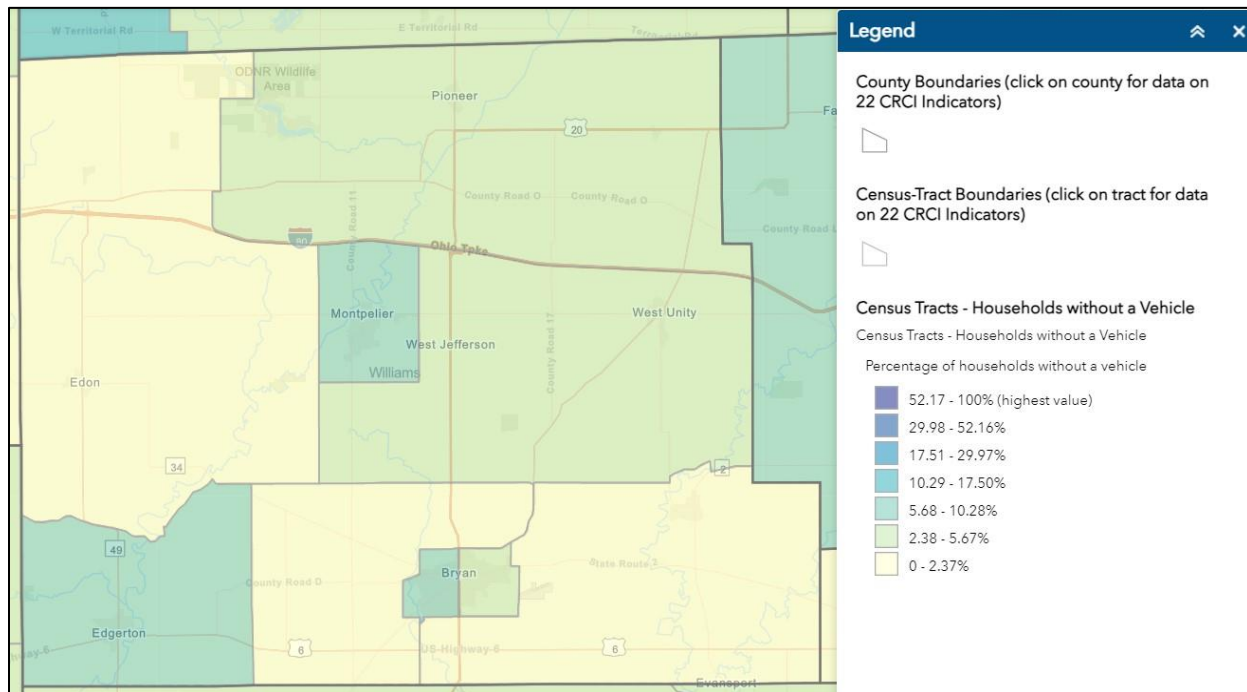 W Territorial Rd
E Territorial Rd
Territorial Rd
ODNR Wildlife
Area
Pioneer
Fa
20
County Road 11
County Road O
County Road O
County Road L
80
Ohio Tpke
Montpelier
West Unity
West Jefferson
County Road 17
Williams
Edon
34
2
49
Bryan
County Road O
State Route 2
Edgerton
Highway 6
6
US Highway 6
6
Evansport
Legend
County Boundaries (click on county for data on
22 CRCI Indicators)
Census-Tract Boundaries (click on tract for data
on 22 CRCI Indicators)
Census Tracts - Households without a Vehicle
Census Tracts - Households without a Vehicle
Percentage of households without a vehicle
52.17 - 100% (highest value)
29.98 - 52.16%
17.51 - 29.97%
10.29 - 17.50%
5.68 - 10.28%
2.38 - 5.67%
0 - 2.37%